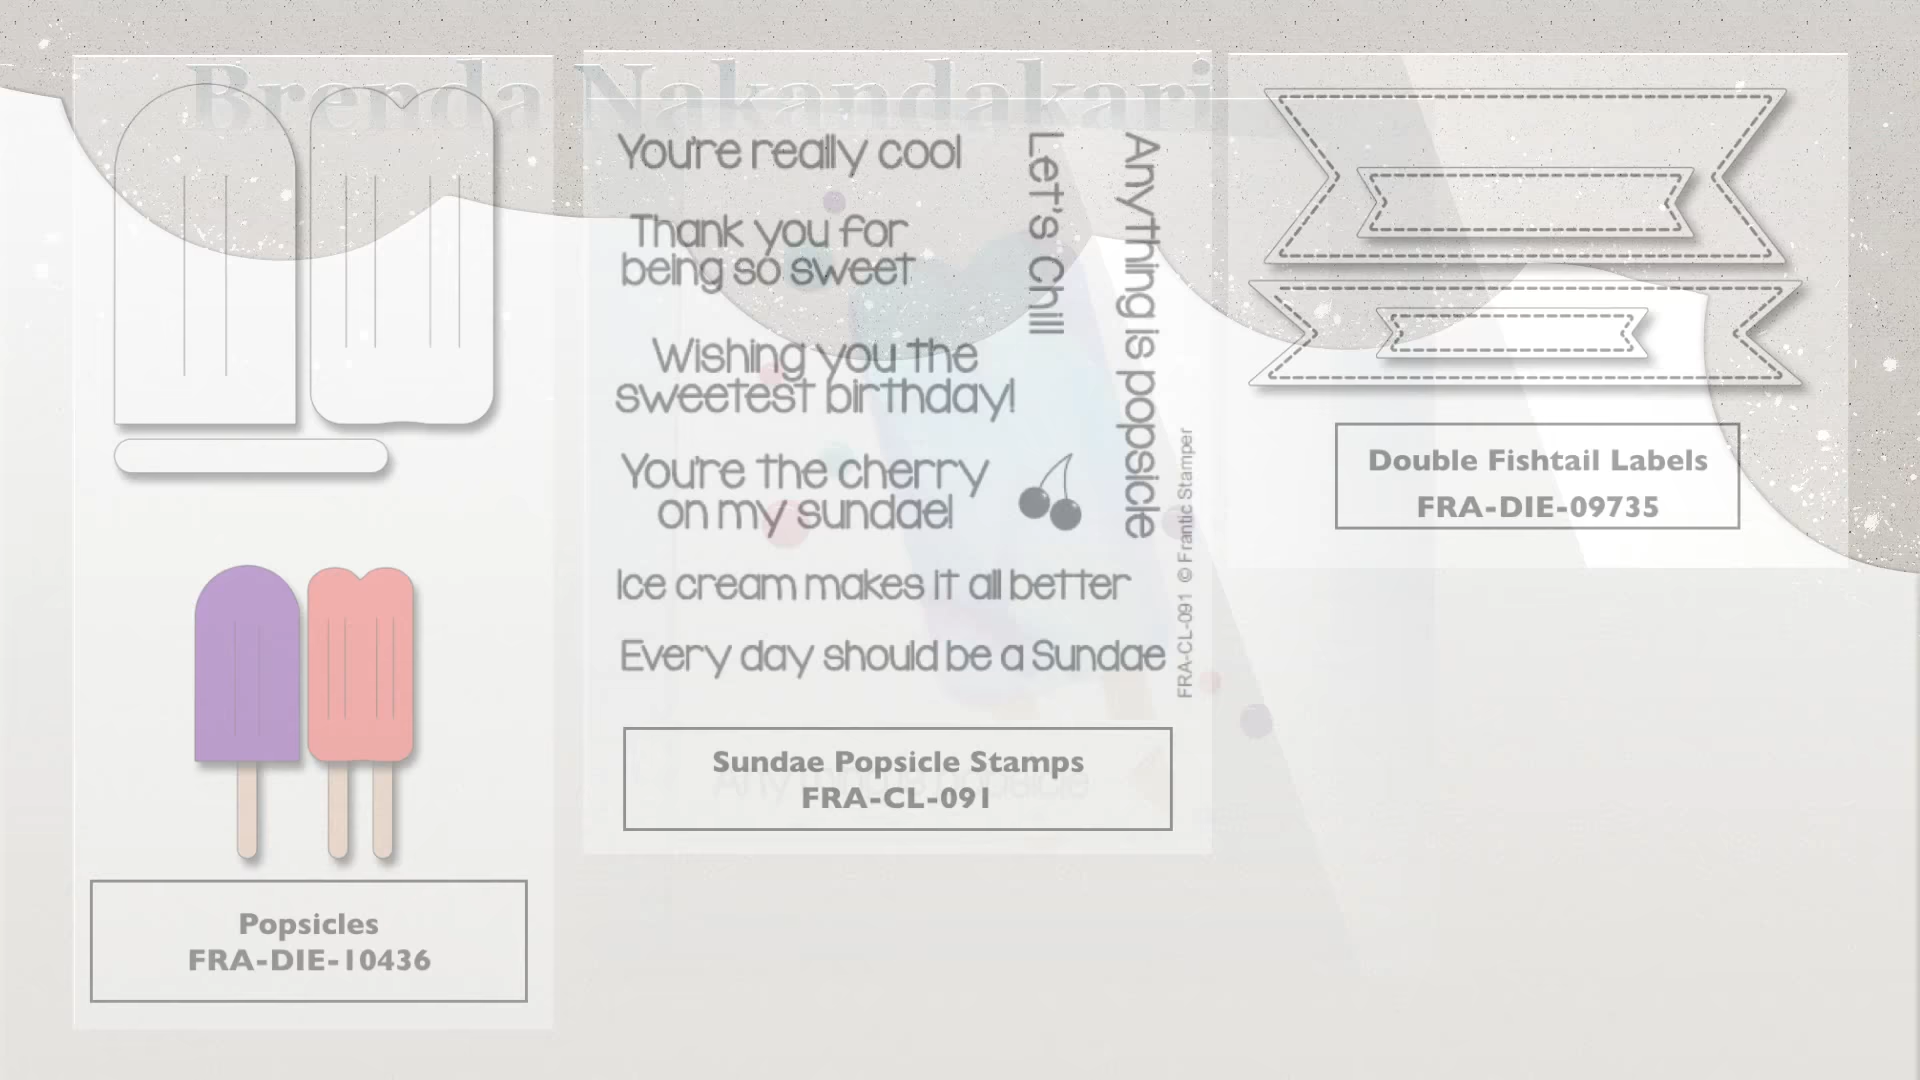 Brenda Nakandakari
You're really cool
Thank you for
being so sweet
Wishing you the
sweetest birthday!
You're the cherry
on my sundae!
Ice cream makes it all better
Every day should be a Sundae
Let's Chill
Anything is popsicle
FRA-CL-091 © Frantic Stamper
Sundae Popsicle Stamps
FRA-CL-091
Anything is popsicle
Popsicles
FRA-DIE-10436
Double Fishtail Labels
FRA-DIE-09735